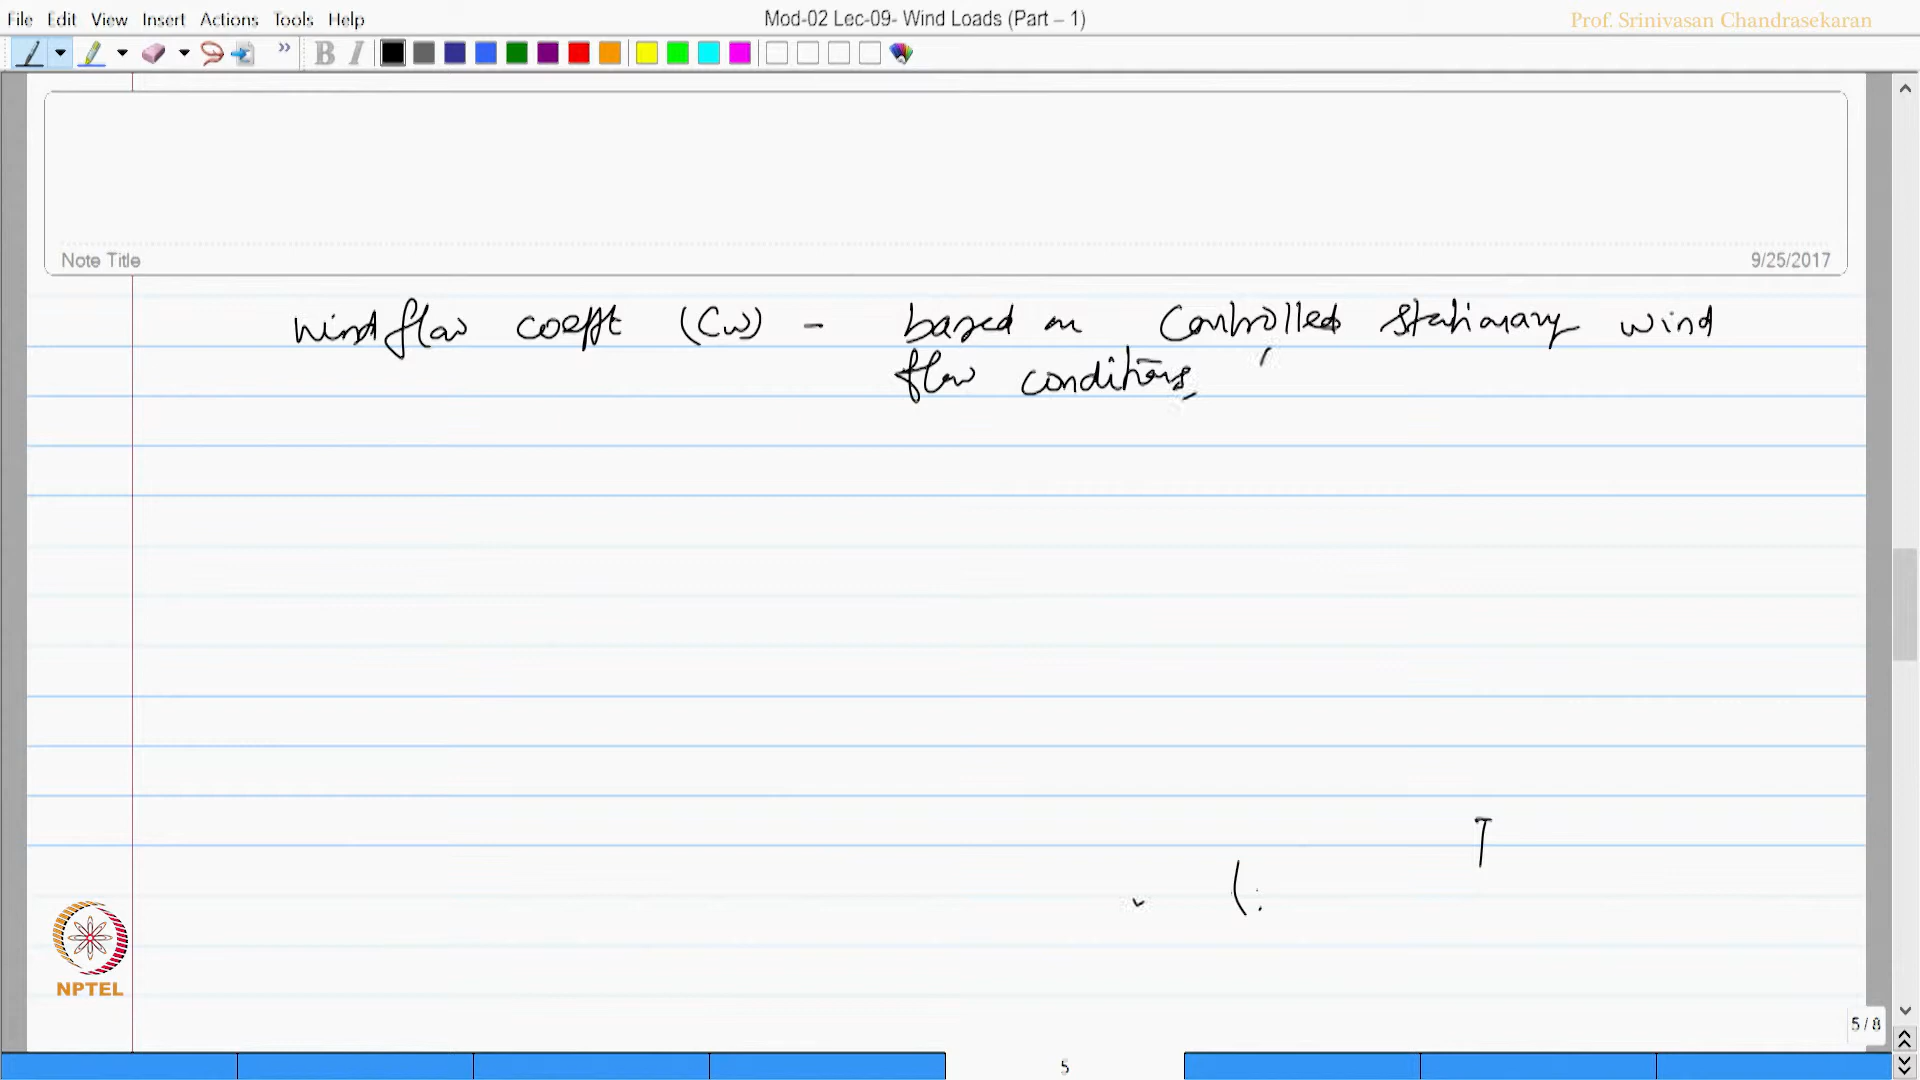 File Edit View Insert Actions Tools Help
Mod-02 Lec-09- Wind Loads (Part – 1)
Prof. Srinivasan Chandrasekaran
B I
Note Title
9/25/2017
Wind flow coefft (Cw) - based on Controlled Stationary wind
flow conditions
NPTEL
5 / 8
5